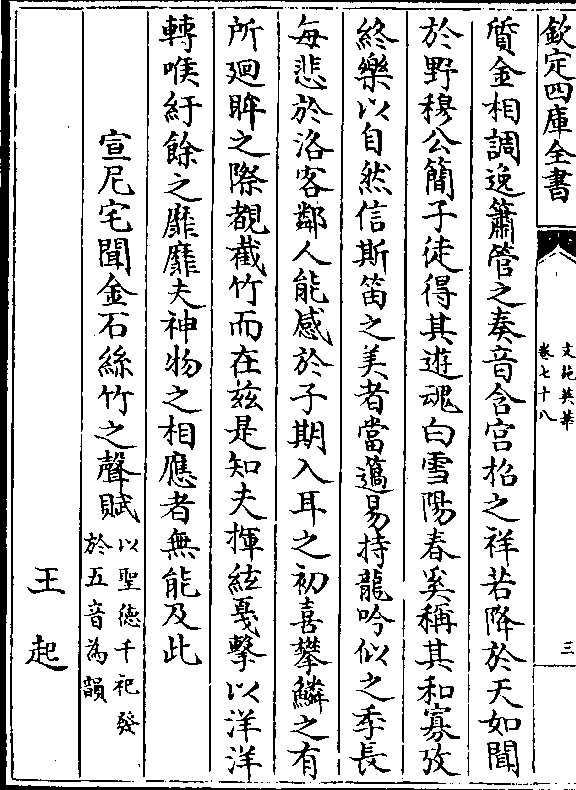 欽定四庫全書
文苑英華
卷七十八
三
質金相調逸簫管之奏音含宫招之祥若降於天如聞
於野穆公簡子徒得其遊魂白雪陽春奚稱其和寡攷
終樂以自然信斯笛之美者當䔉易持龍吟似之季長
每悲於洛客鄰人能感於子期入耳之初喜攀鱗之有
所廻眸之際覩截竹而在兹是知夫揮絃戛擊以洋洋
轉喉紆餘之靡靡夫神物之相應者無能及此
宣尼宅聞金石絲竹之聲賦以聖德千祀發於五音為韻
王起